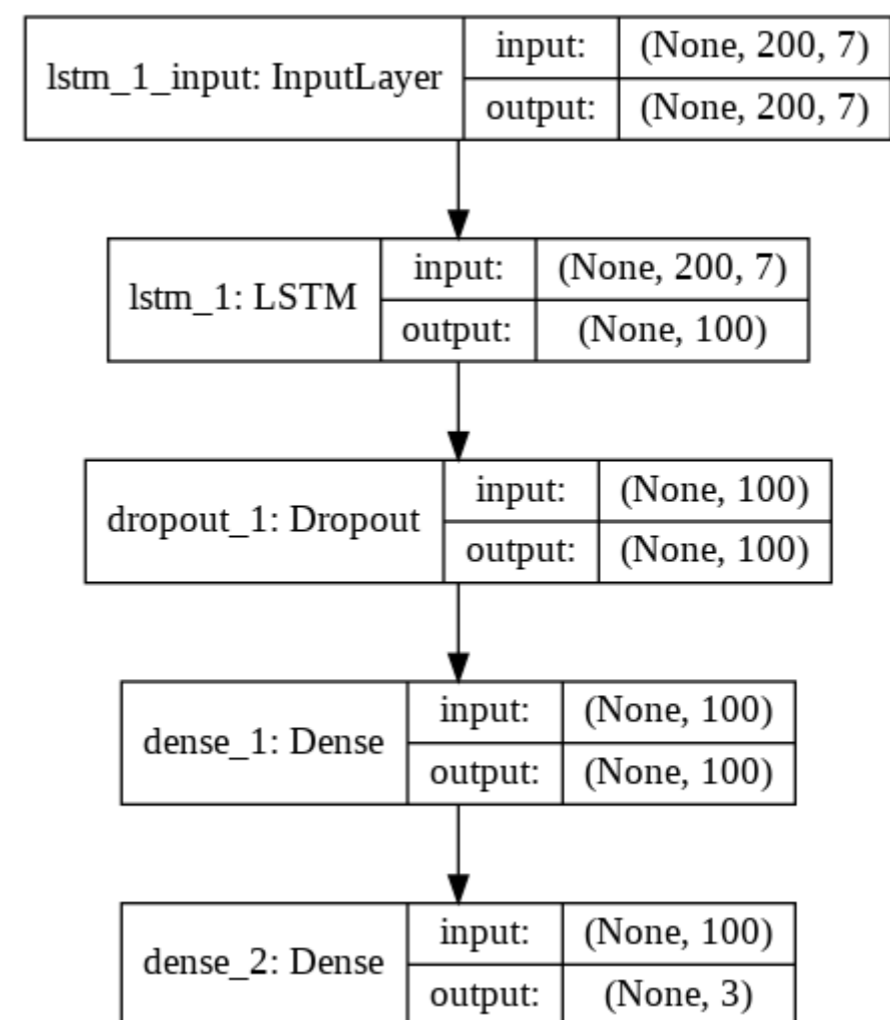 lstm_1_input: InputLayer
input: (None, 200, 7)
output: (None, 200, 7)
lstm_1: LSTM
input: (None, 200, 7)
output: (None, 100)
dropout_1: Dropout
input: (None, 100)
output: (None, 100)
dense_1: Dense
input: (None, 100)
output: (None, 100)
dense_2: Dense
input: (None, 100)
output: (None, 3)